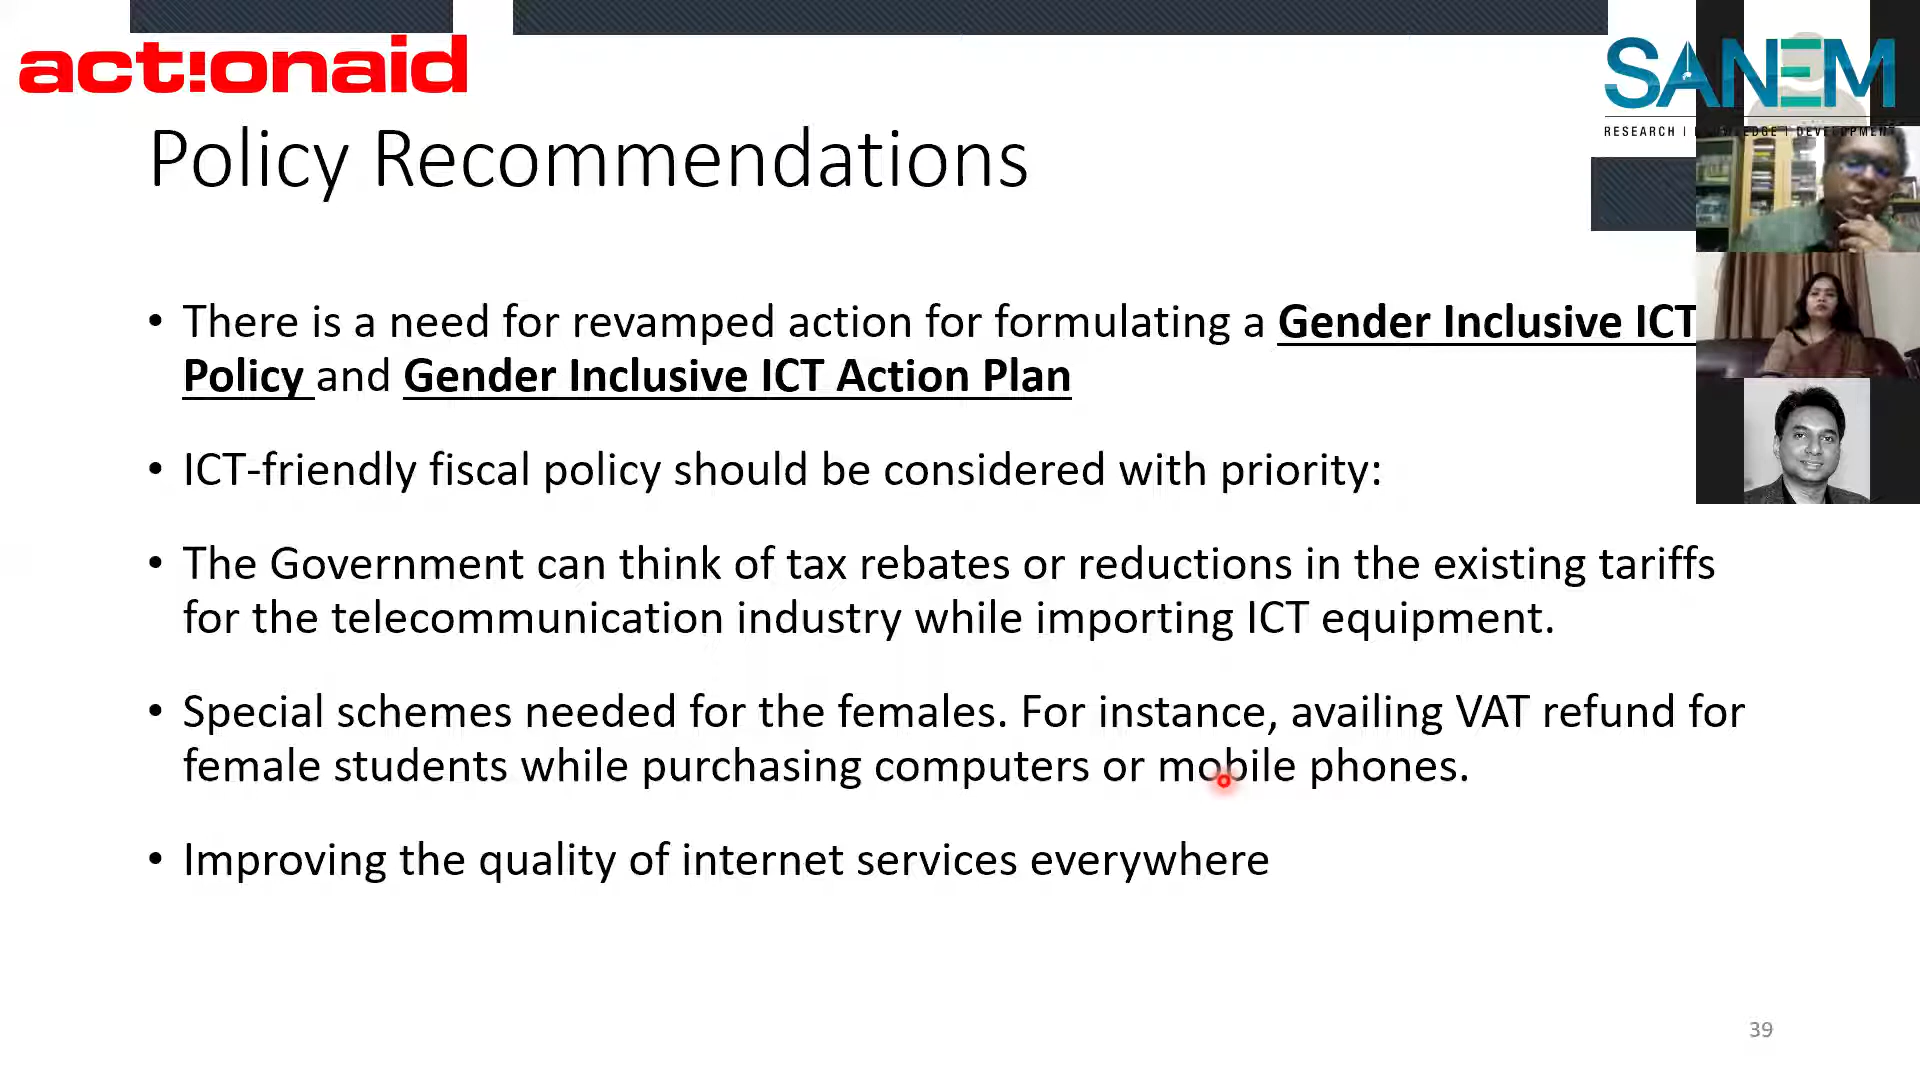 act!onaid
SANEM
RESEARCH | KNOWLEDGE | DEVELOPMENT
Policy Recommendations
• There is a need for revamped action for formulating a Gender Inclusive ICT
Policy and Gender Inclusive ICT Action Plan
• ICT-friendly fiscal policy should be considered with priority:
• The Government can think of tax rebates or reductions in the existing tariffs
for the telecommunication industry while importing ICT equipment.
• Special schemes needed for the females. For instance, availing VAT refund for
female students while purchasing computers or mobile phones.
• Improving the quality of internet services everywhere
39